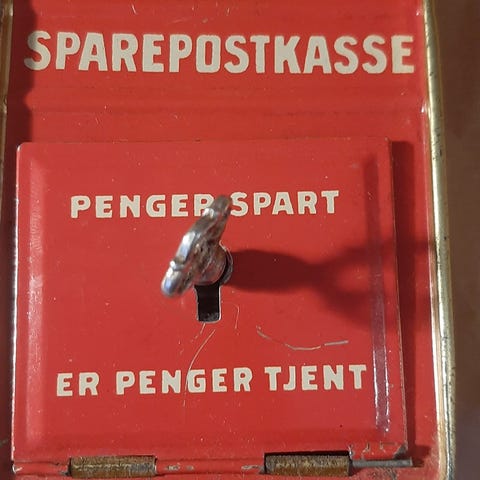 SPAREPOSTKASSE
PENGER SPART
ER PENGER TJENT